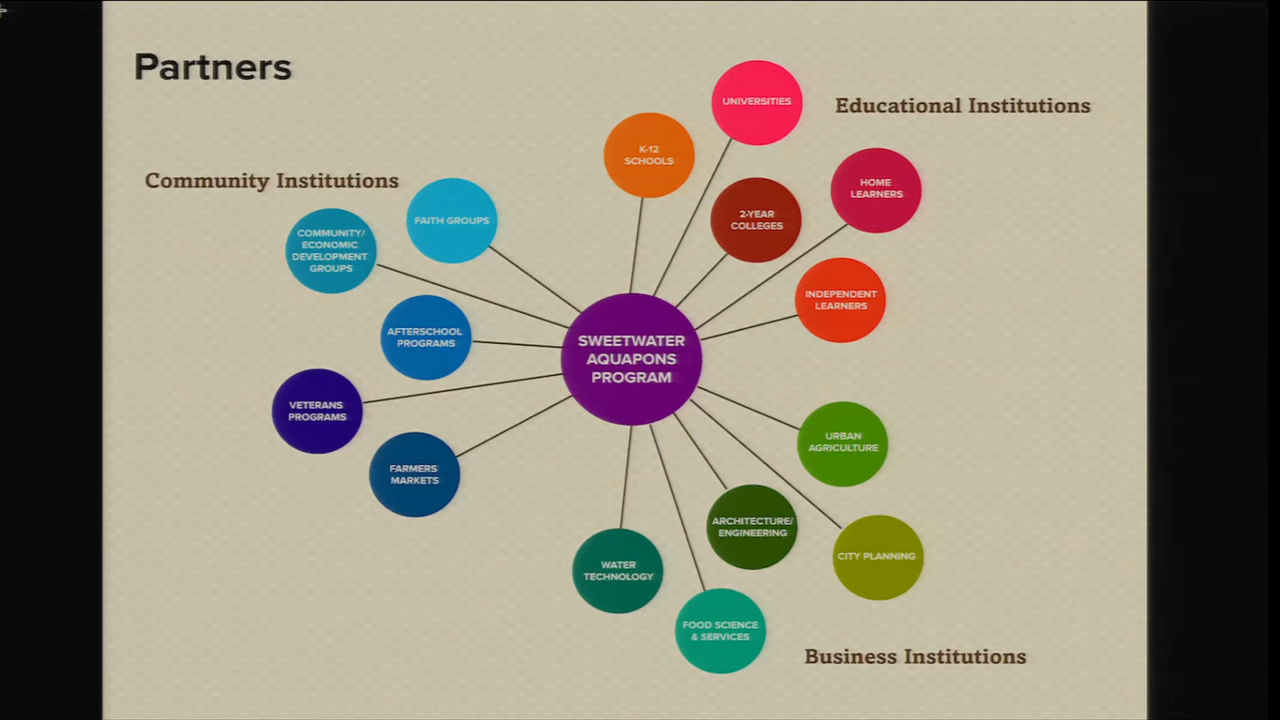 Partners
UNIVERSITIES
Educational Institutions
K-12
SCHOOLS
Community Institutions
HOME
LEARNERS
FAITH GROUPS
2-YEAR
COLLEGES
COMMUNITY/
ECONOMIC
DEVELOPMENT
GROUPS
INDEPENDENT
LEARNERS
AFTERSCHOOL
PROGRAMS
SWEETWATER
AQUAPONS
PROGRAM
VETERANS
PROGRAMS
URBAN
AGRICULTURE
FARMERS
MARKETS
ARCHITECTURE/
ENGINEERING
CITY PLANNING
WATER
TECHNOLOGY
FOOD SCIENCE
& SERVICES
Business Institutions